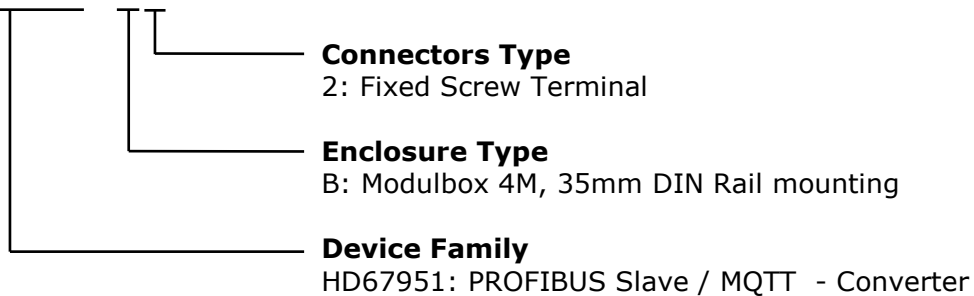 Connectors Type
2: Fixed Screw Terminal
Enclosure Type
B: Modulbox 4M, 35mm DIN Rail mounting
Device Family
HD67951: PROFIBUS Slave / MQTT - Converter